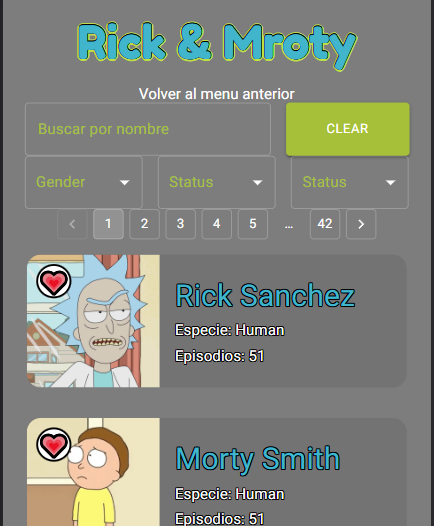 Rick & Mroty
Volver al menu anterior
Buscar por nombre CLEAR
Gender Status Status
1 2 3 4 5 … 42
Rick Sanchez
Especie: Human
Episodios: 51
Morty Smith
Especie: Human
Episodios: 51